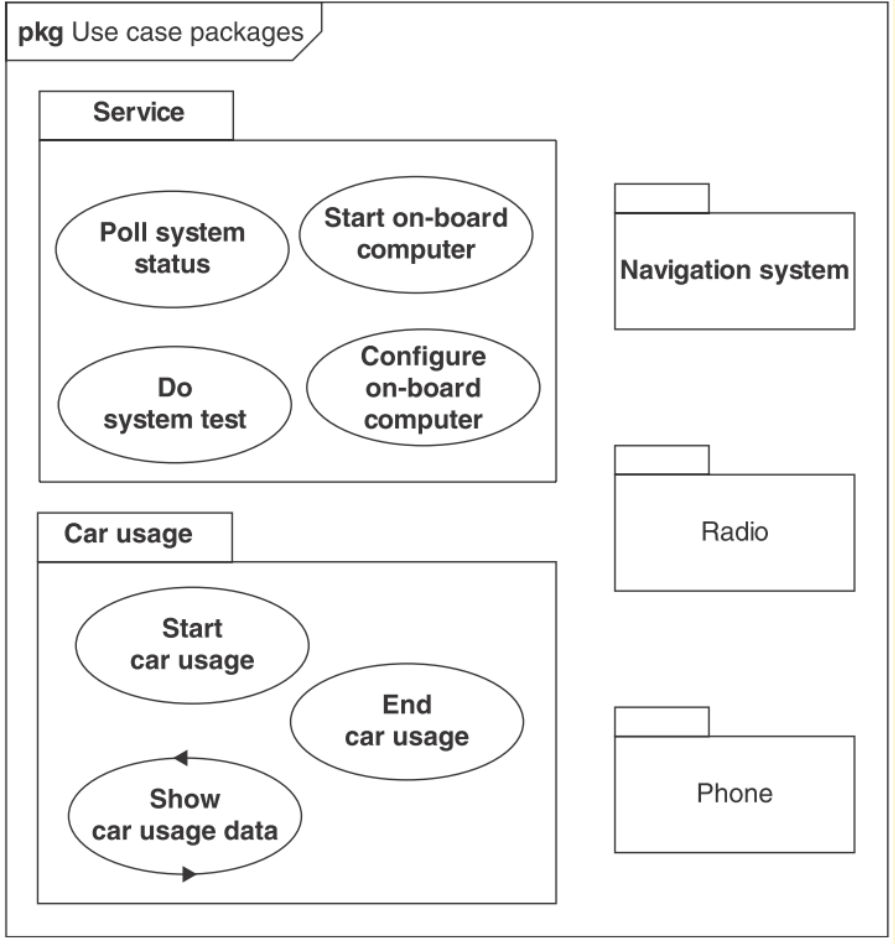 pkg Use case packages
Service
Poll system
status
Start on-board
computer
Do
system test
Configure
on-board
computer
Car usage
Start
car usage
End
car usage
Show
car usage data
Navigation system
Radio
Phone